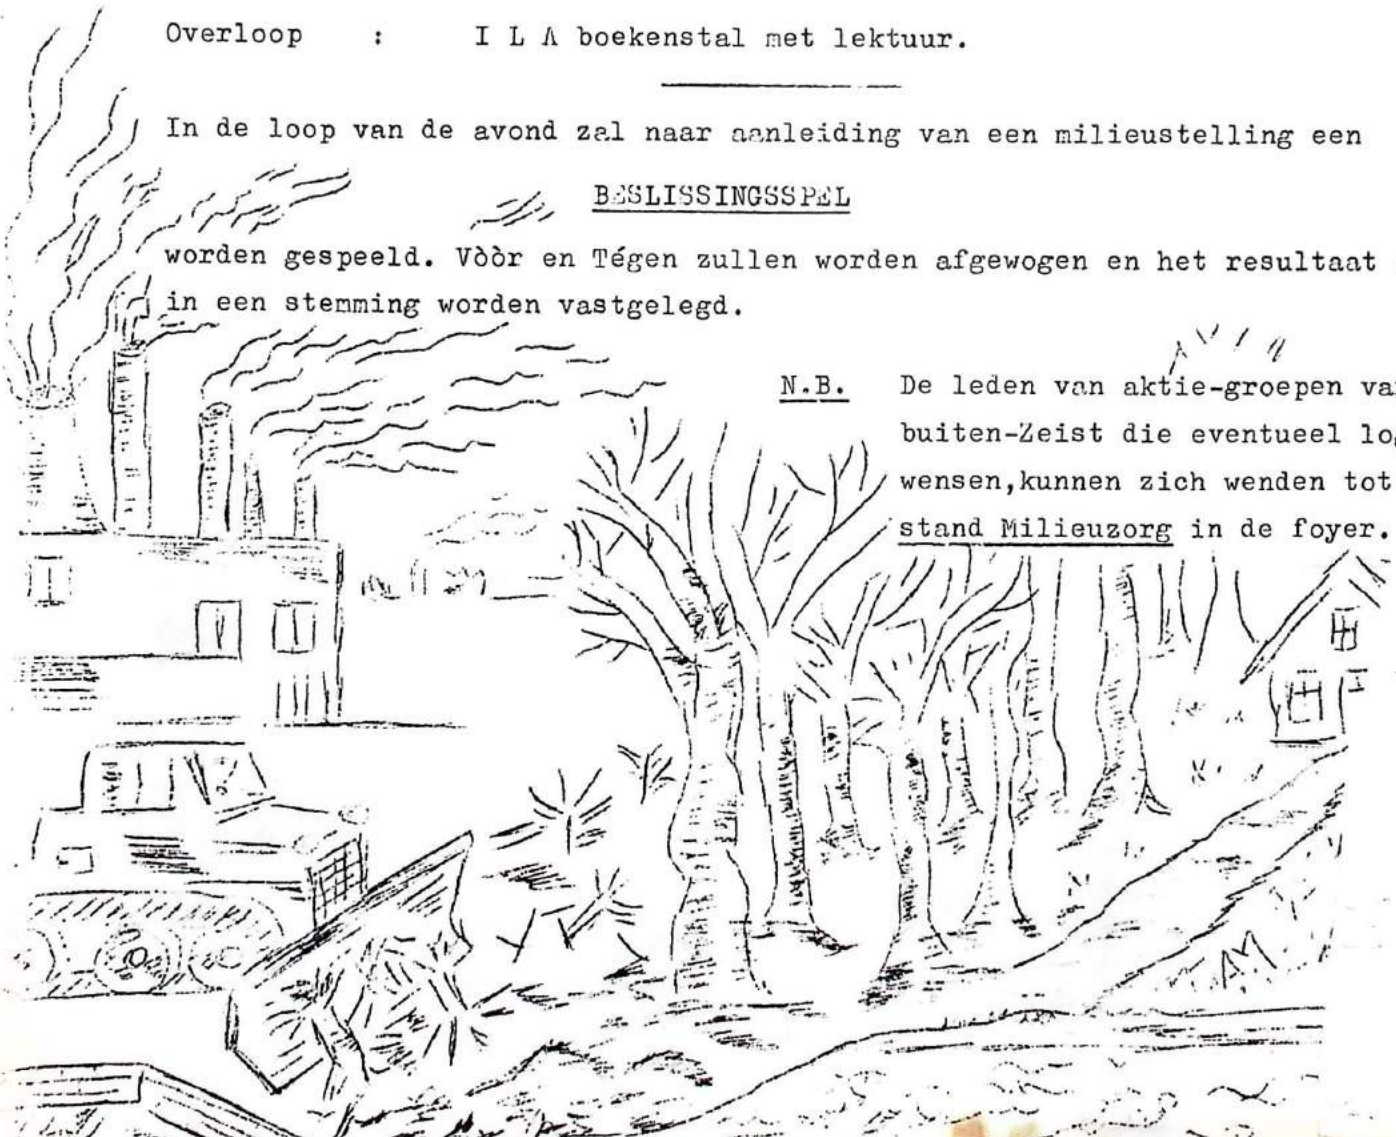 Overloop : I L A boekenstal met lektuur.
In de loop van de avond zal naar aanleiding van een milieustelling een
BESLISSINGSSPEL
worden gespeeld. Vòòr en Tégen zullen worden afgewogen en het resultaat
in een stemming worden vastgelegd.
N.B. De leden van aktie-groepen
buiten-Zeist die eventueel
wensen,kunnen zich wenden tot
stand Milieuzorg in de foyer.